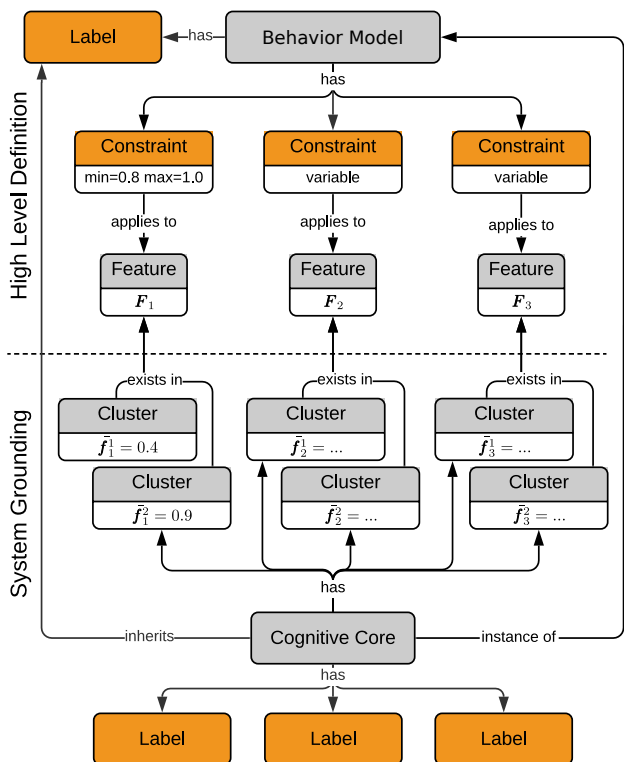 Label
has
Behavior Model
has
High Level Definition
Constraint
min=0.8 max=1.0
Constraint
variable
Constraint
variable
applies to
applies to
applies to
Feature
F₁
Feature
F₂
Feature
F₃
System Grounding
exists in
exists in
exists in
Cluster
f̄₁¹ = 0.4
Cluster
f̄₂¹ = ...
Cluster
f̄₃¹ = ...
Cluster
f̄₁² = 0.9
Cluster
f̄₂² = ...
Cluster
f̄₃² = ...
has
inherits
Cognitive Core
instance of
has
Label
Label
Label